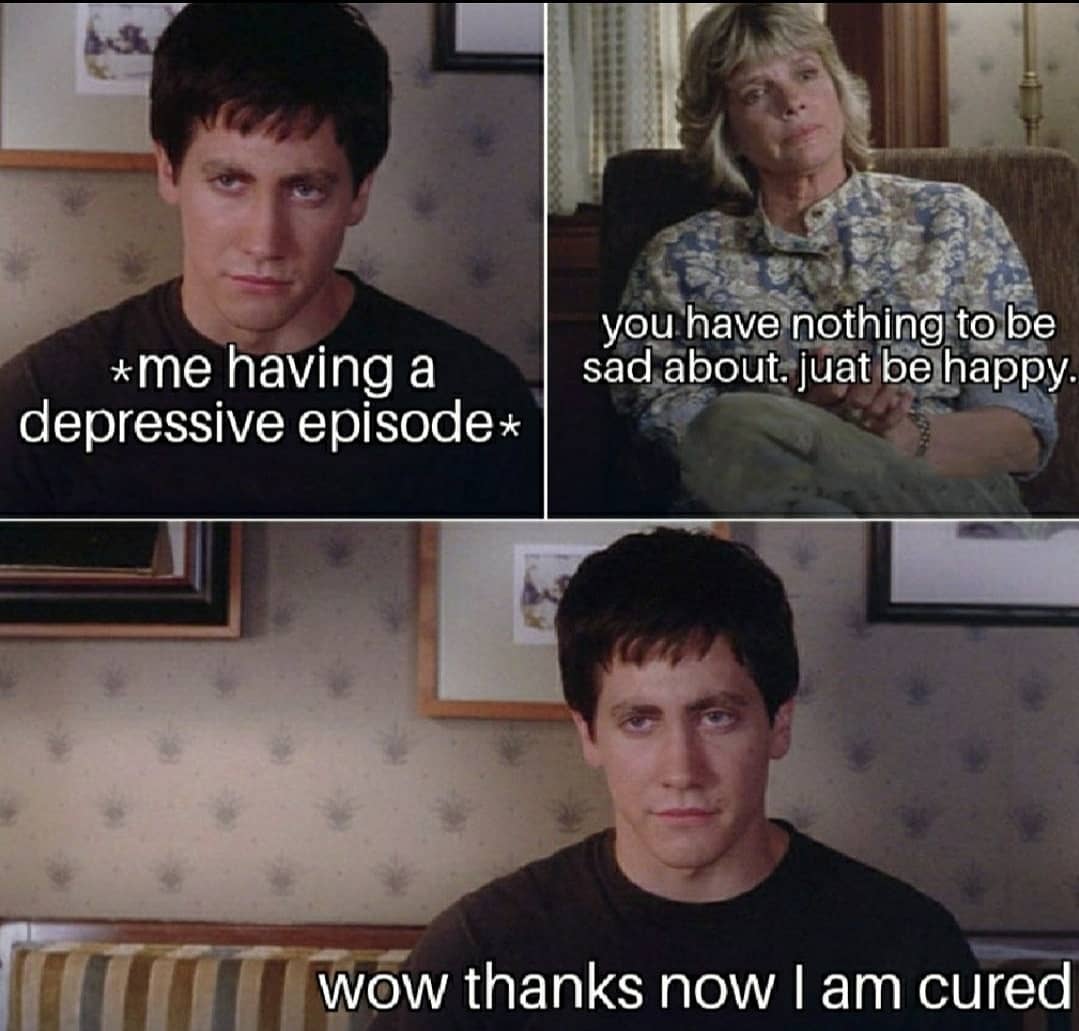 *me having a
depressive episode*
you have nothing to be
sad about. juat be happy.
wow thanks now I am cured